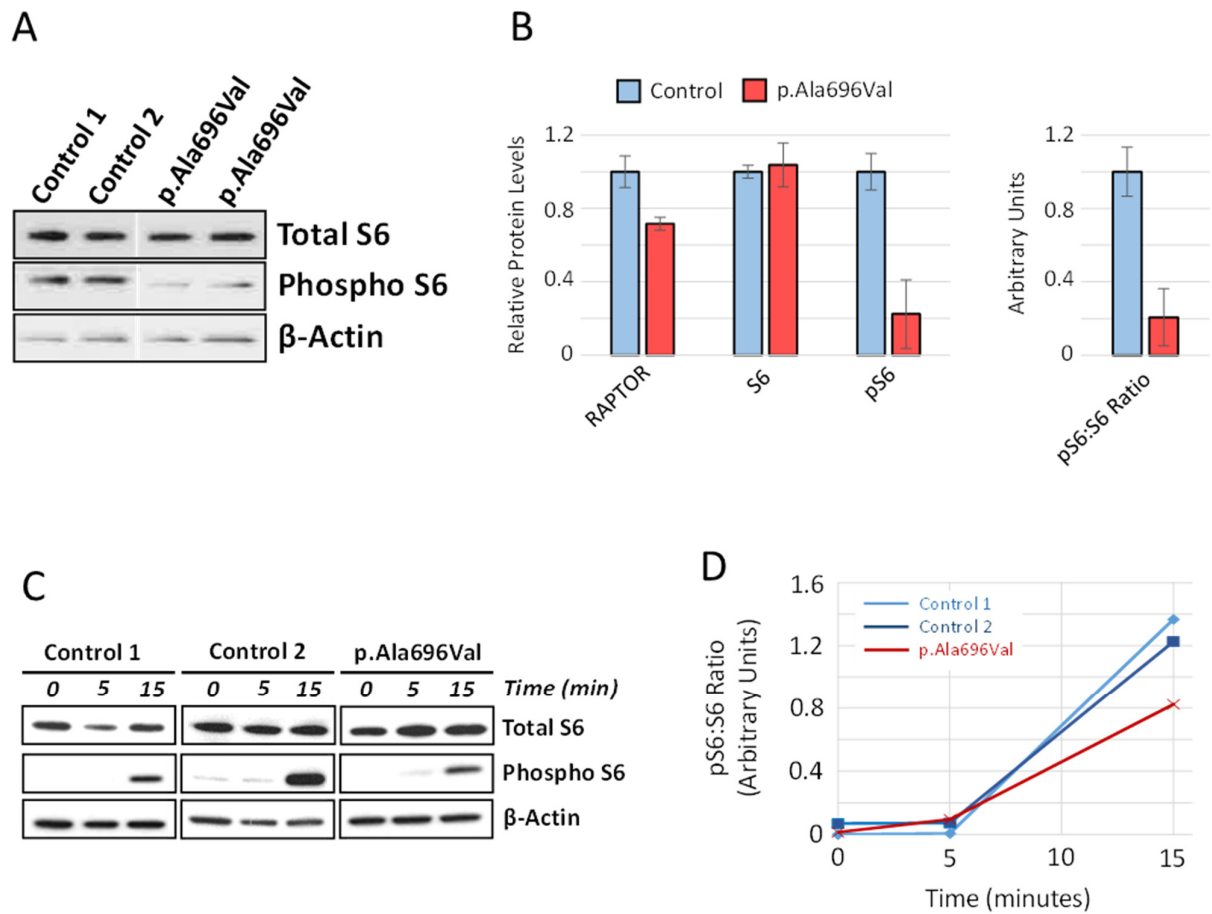 A
Control 1
Control 2
p.Ala696Val
p.Ala696Val
Total S6
Phospho S6
β-Actin
B
Control
p.Ala696Val
Relative Protein Levels
1.2
0.8
0.4
0
RAPTOR
S6
pS6
Arbitrary Units
1.2
0.8
0.4
0
pS6:S6 Ratio
C
Control 1
Control 2
p.Ala696Val
0 5 15 0 5 15 0 5 15 Time (min)
Total S6
Phospho S6
β-Actin
D
pS6:S6 Ratio
(Arbitrary Units)
1.6
1.2
0.8
0.4
0
Control 1
Control 2
p.Ala696Val
0 5 10 15
Time (minutes)